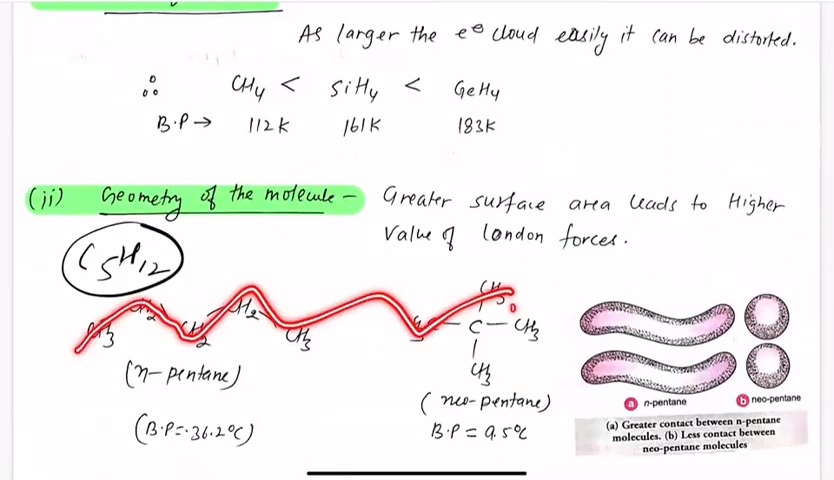 As larger the e⊖ cloud easily it can be distorted.
∴ CH4 < SiH4 < GeH4
B.P → 112K 161K 183K
(ii) Geometry of the molecule - Greater surface area leads to Higher
Value of london forces.
C5H12
CH3 CH2 CH2 CH2 CH3
CH3
C - CH3
CH3
(n-pentane)
(neo-pentane)
(B.P = 36.2°C)
B.P = 9.5°C
a n-pentane b neo-pentane
(a) Greater contact between n-pentane
molecules. (b) Less contact between
neo-pentane molecules